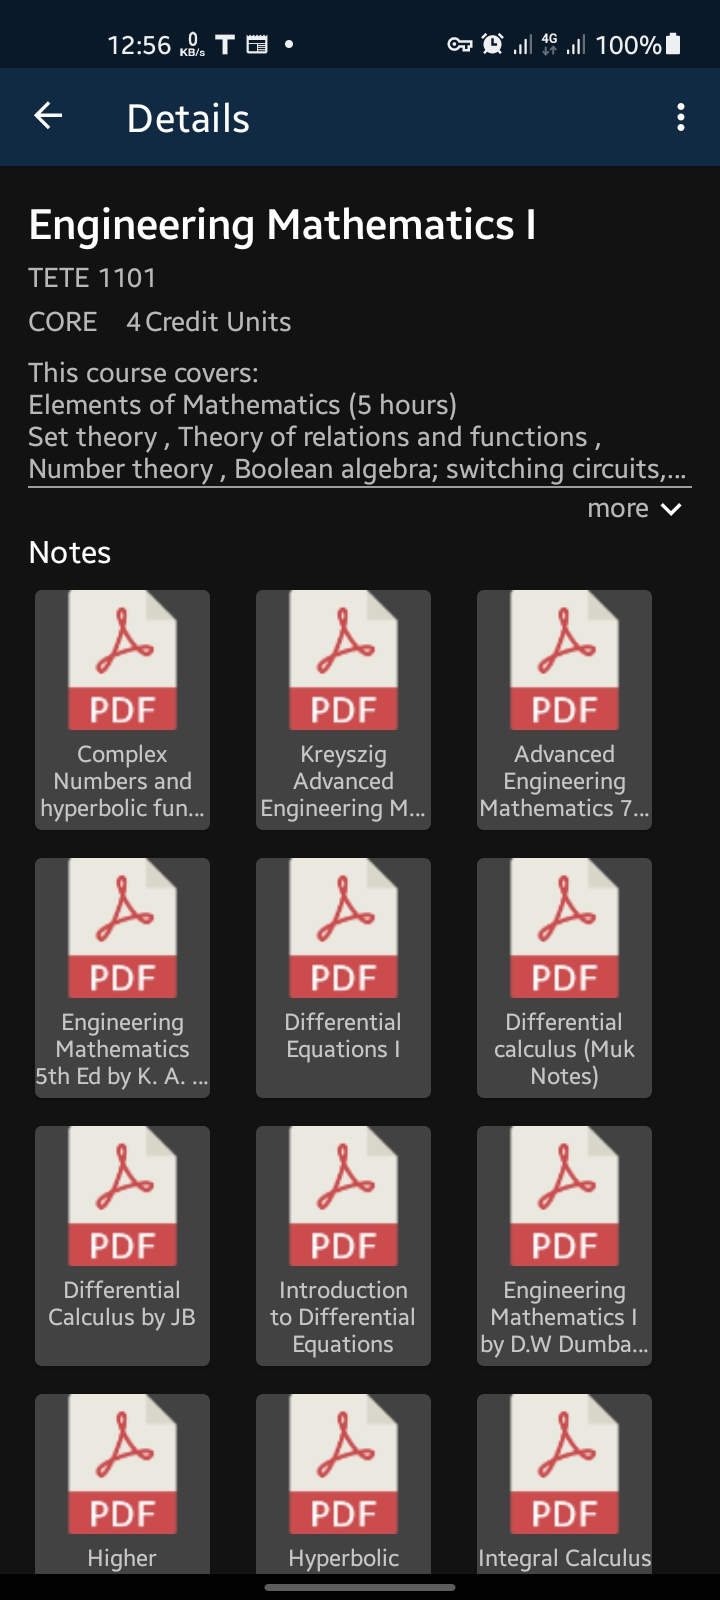 12:56 0 KB/s T 4G 100%
Details
Engineering Mathematics I
TETE 1101
CORE 4 Credit Units
This course covers:
Elements of Mathematics (5 hours)
Set theory , Theory of relations and functions ,
Number theory , Boolean algebra; switching circuits,...
more
Notes
PDF
Complex
Numbers and
hyperbolic fun...
PDF
Kreyszig
Advanced
Engineering M...
PDF
Advanced
Engineering
Mathematics 7...
PDF
Engineering
Mathematics
5th Ed by K. A. ...
PDF
Differential
Equations I
PDF
Differential
calculus (Muk
Notes)
PDF
Differential
Calculus by JB
PDF
Introduction
to Differential
Equations
PDF
Engineering
Mathematics I
by D.W Dumba...
PDF
Higher
PDF
Hyperbolic
PDF
Integral Calculus